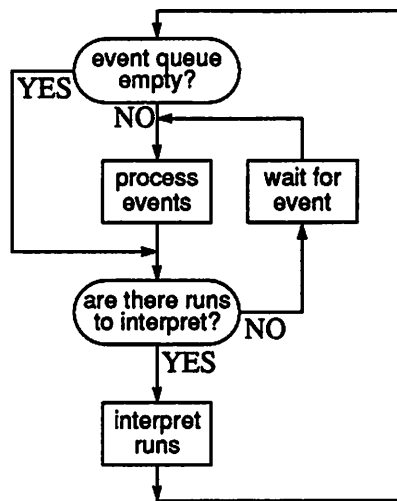 event queue
empty?
YES
NO
process
events
wait for
event
are there runs
to interpret?
NO
YES
interpret
runs